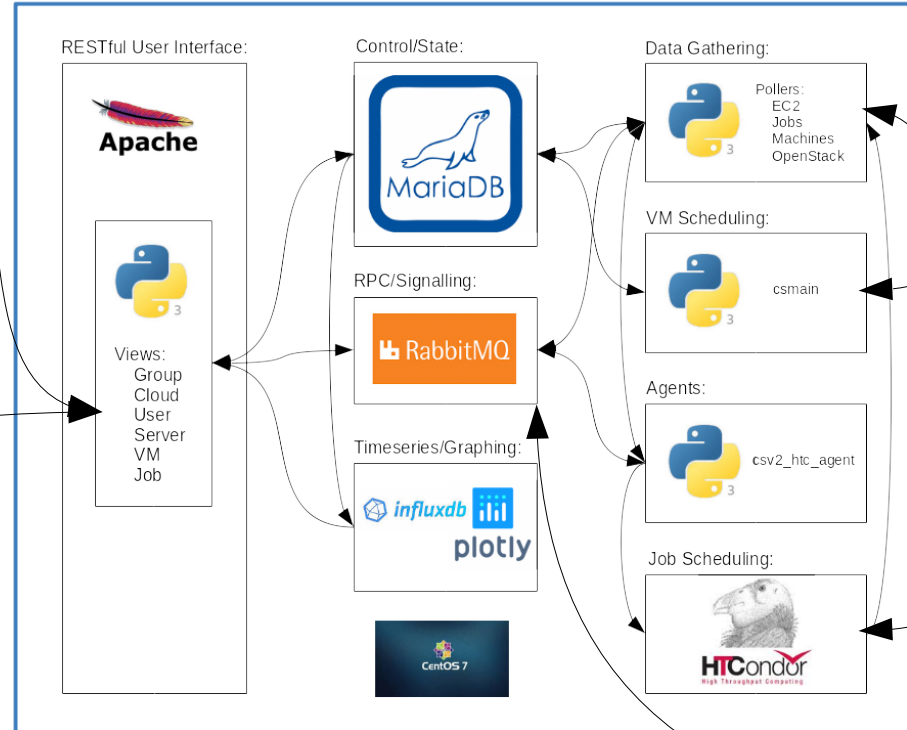 RESTful User Interface:
Apache
3
Views:
Group
Cloud
User
Server
VM
Job
Control/State:
MariaDB
RPC/Signalling:
RabbitMQ
Timeseries/Graphing:
influxdb
plotly
CentOS 7
Data Gathering:
3
Pollers:
EC2
Jobs
Machines
OpenStack
VM Scheduling:
3
csmain
Agents:
3
csv2_htc_agent
Job Scheduling:
HTCondor
High Throughput Computing